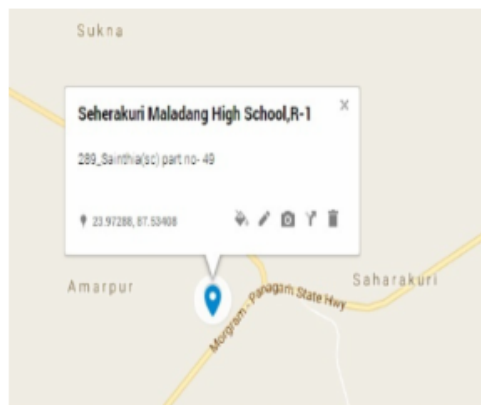 Sukna
Seherakuri Maladang High School,R-1
289_Sainthia(sc) part no- 49
23.97288, 87.53408
Amarpur
Saharakuri
Morgram - Panagarh State Hwy